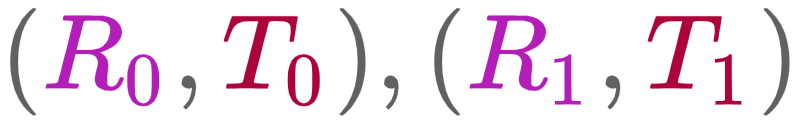 (R₀, T₀), (R₁, T₁)